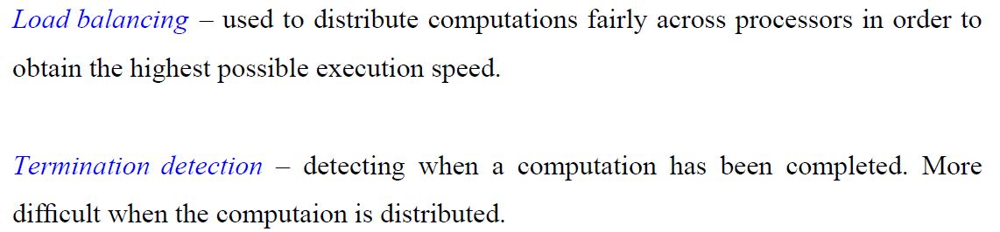 Load balancing – used to distribute computations fairly across processors in order to
obtain the highest possible execution speed.
Termination detection – detecting when a computation has been completed. More
difficult when the computaion is distributed.